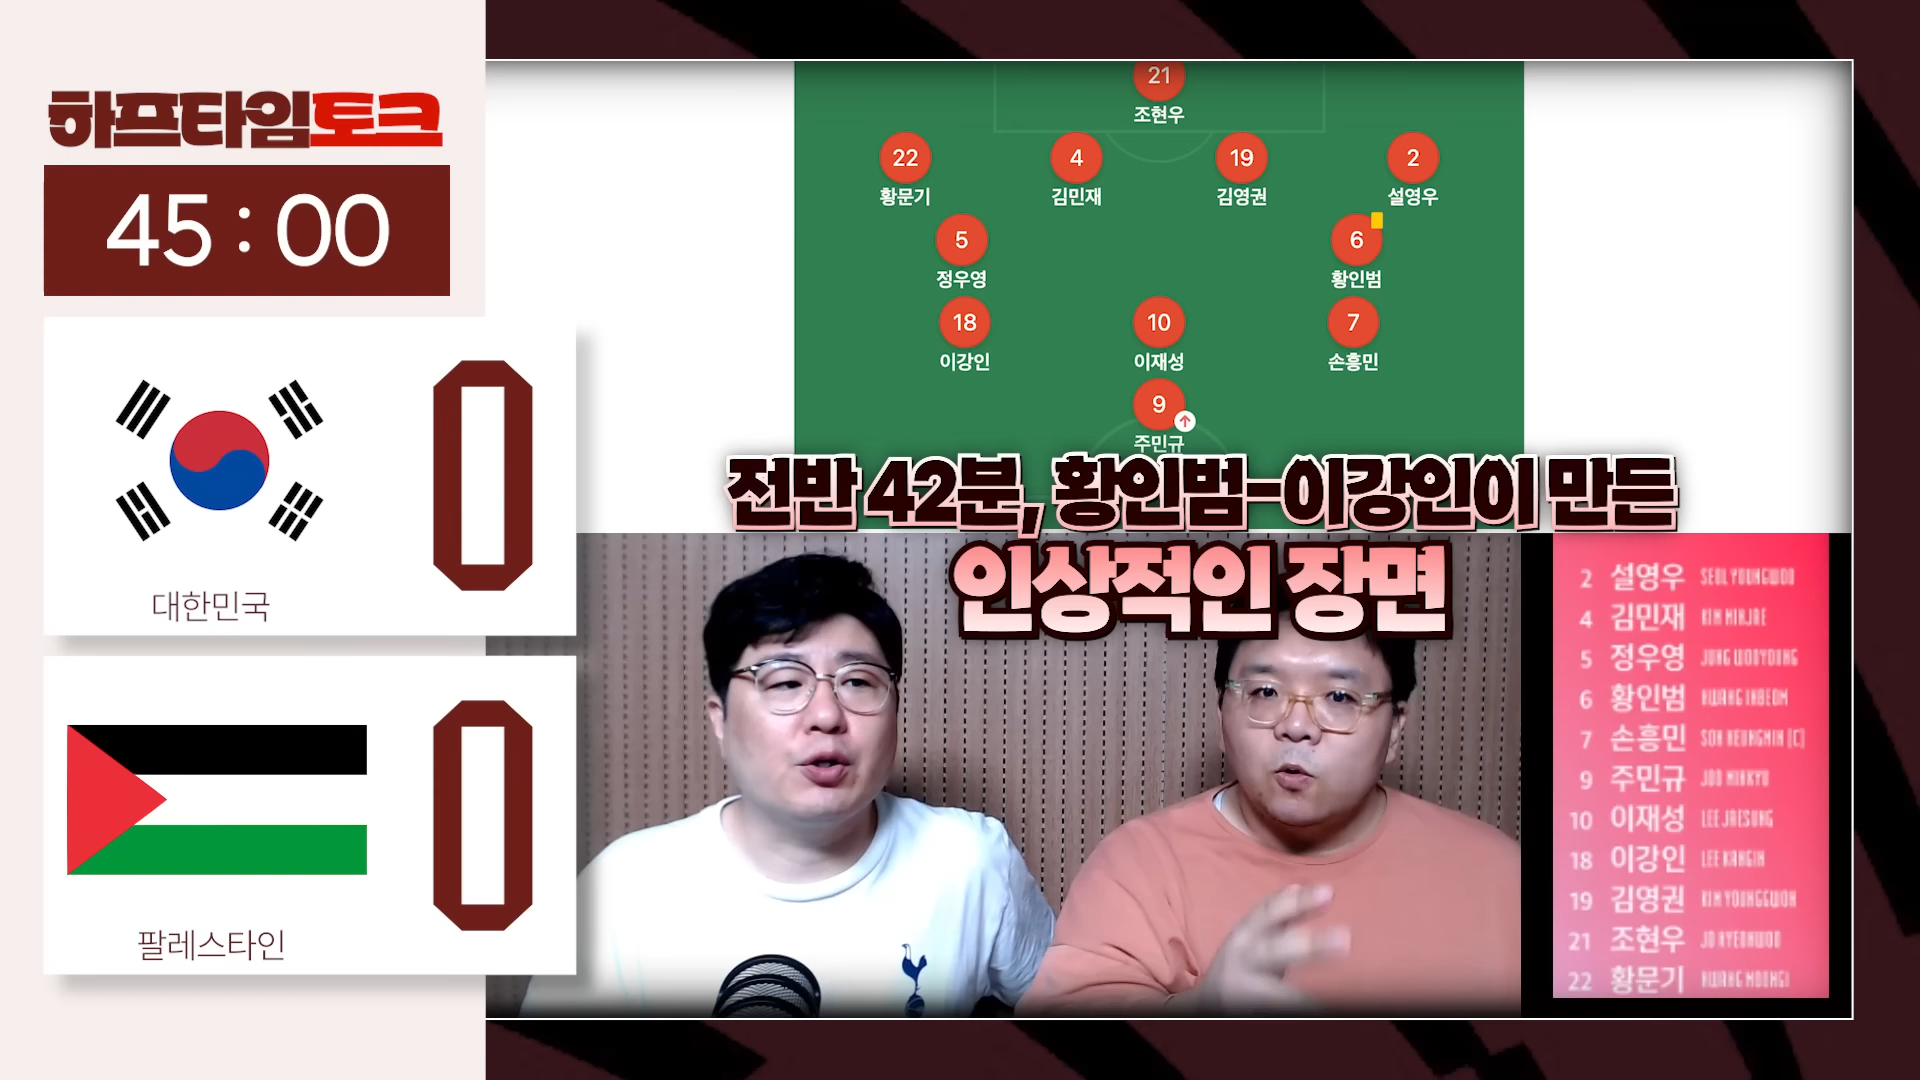 하프타임토크
45:00
대한민국
0
팔레스타인
0
21
조현우
22 4 19 2
황문기 김민재 김영권 설영우
5 6
정우영 황인범
18 10 7
이강인 이재성 손흥민
9
주민규
전반 42분, 황인범-이강인이 만든
인상적인 장면
2 설영우 SEOL YOUNGWOO
4 김민재 KIM MINJAE
5 정우영 JUNG WOOYOUNG
6 황인범 HWANG INBEOM
7 손흥민 SON HEUNGMIN (C)
9 주민규 JOO MINKYU
10 이재성 LEE JAESUNG
18 이강인 LEE KANGIN
19 김영권 KIM YOUNGGWON
21 조현우 JO HYEONWOO
22 황문기 HWANG MOONGI